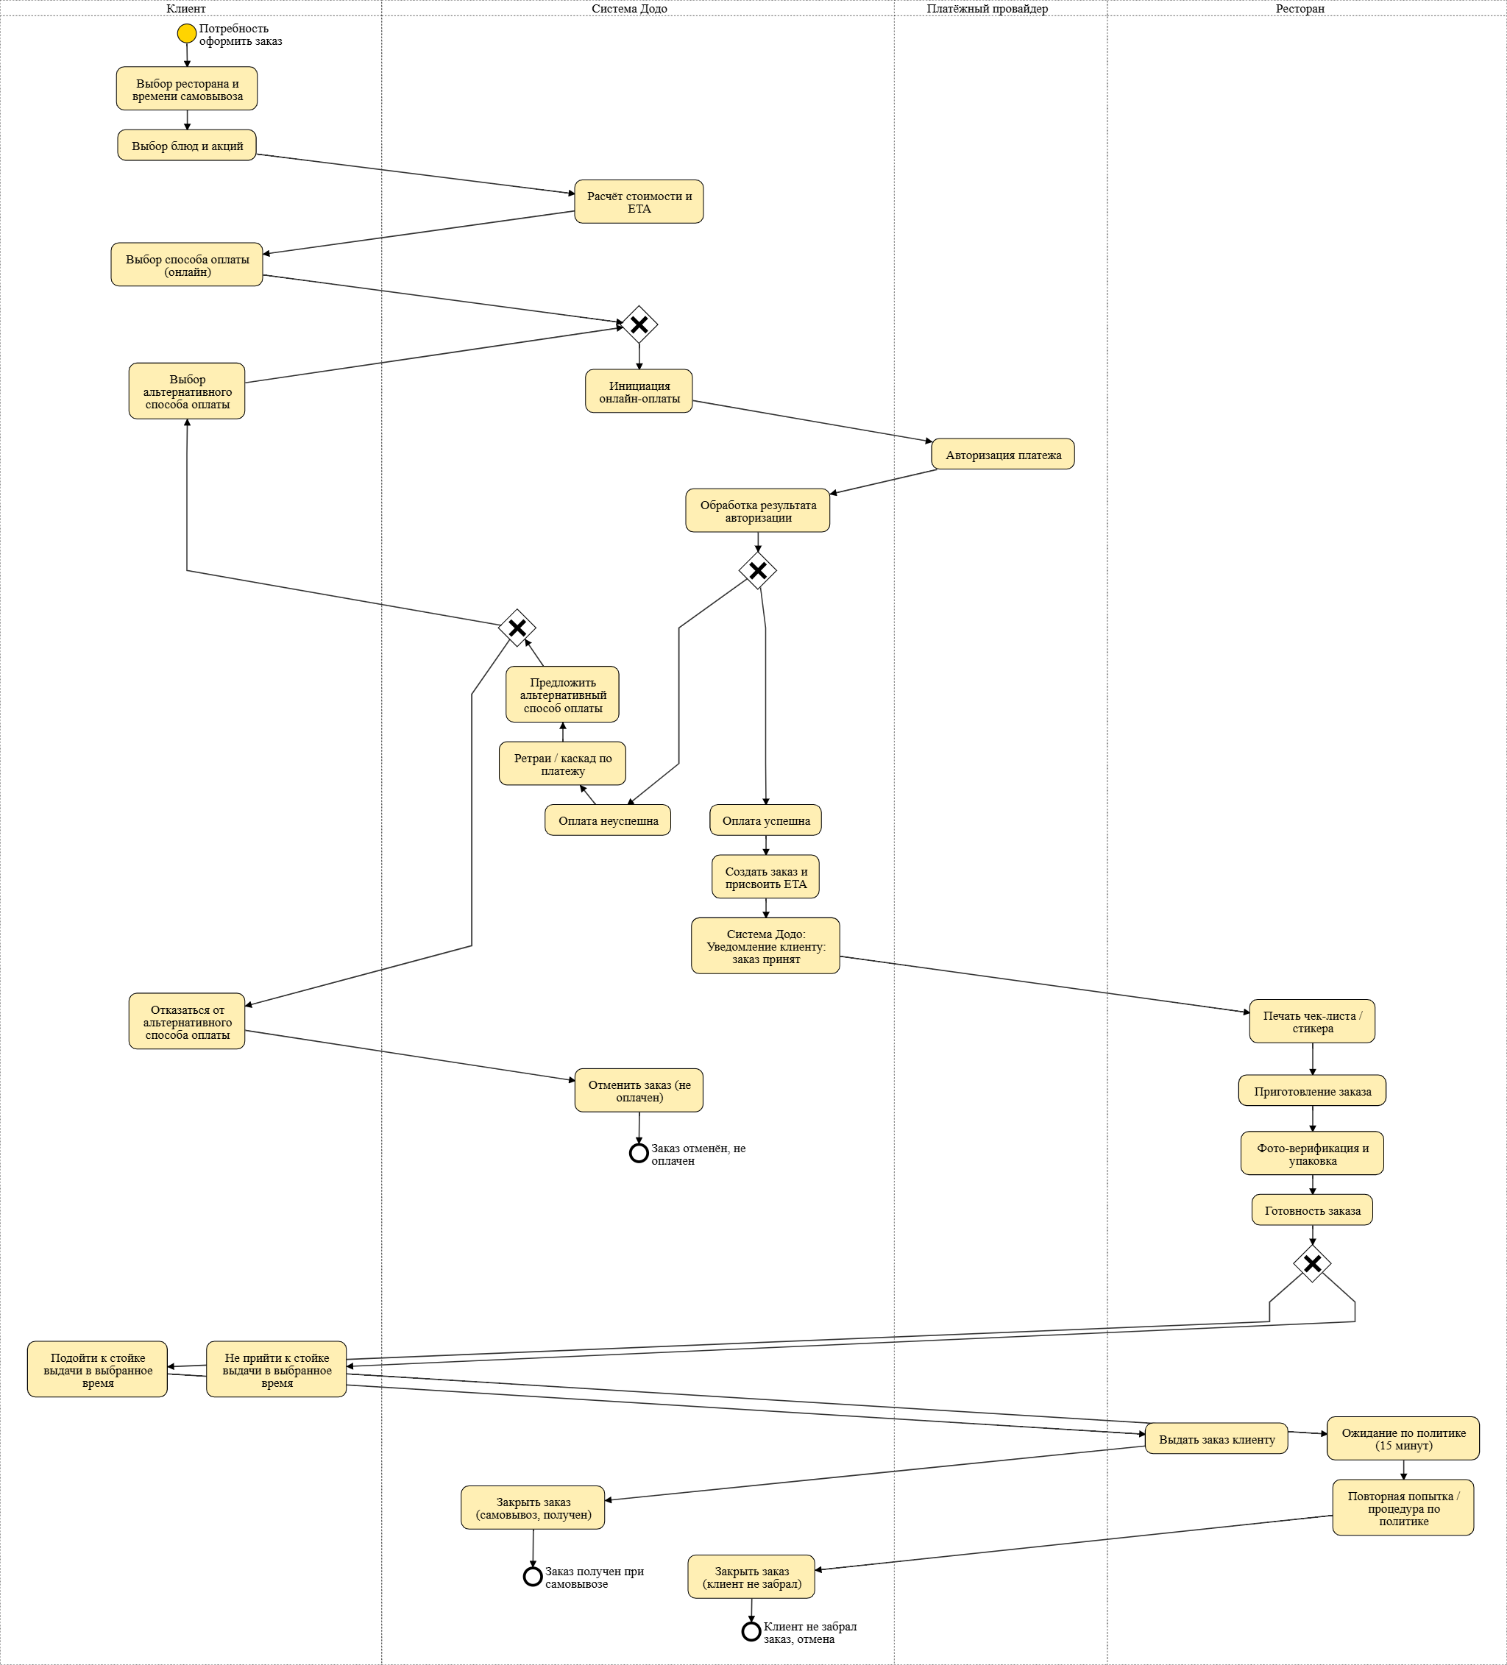 Клиент
Система Додо
Платёжный провайдер
Ресторан
Потребность
оформить заказ
Выбор ресторана и
времени самовывоза
Выбор блюд и акций
Расчёт стоимости и
ETA
Выбор способа оплаты
(онлайн)
Выбор
альтернативного
способа оплаты
Инициация
онлайн-оплаты
Авторизация платежа
Обработка результата
авторизации
Предложить
альтернативный
способ оплаты
Ретраи / каскад по
платежу
Оплата неуспешна
Оплата успешна
Создать заказ и
присвоить ETA
Система Додо:
Уведомление клиенту:
заказ принят
Отказаться от
альтернативного
способа оплаты
Печать чек-листа /
стикера
Отменить заказ (не
оплачен)
Приготовление заказа
Заказ отменён, не
оплачен
Фото-верификация и
упаковка
Готовность заказа
Подойти к стойке
выдачи в выбранное
время
Не прийти к стойке
выдачи в выбранное
время
Выдать заказ клиенту
Ожидание по политике
(15 минут)
Закрыть заказ
(самовывоз, получен)
Повторная попытка /
процедура по
политике
Заказ получен при
самовывозе
Закрыть заказ
(клиент не забрал)
Клиент не забрал
заказ, отмена